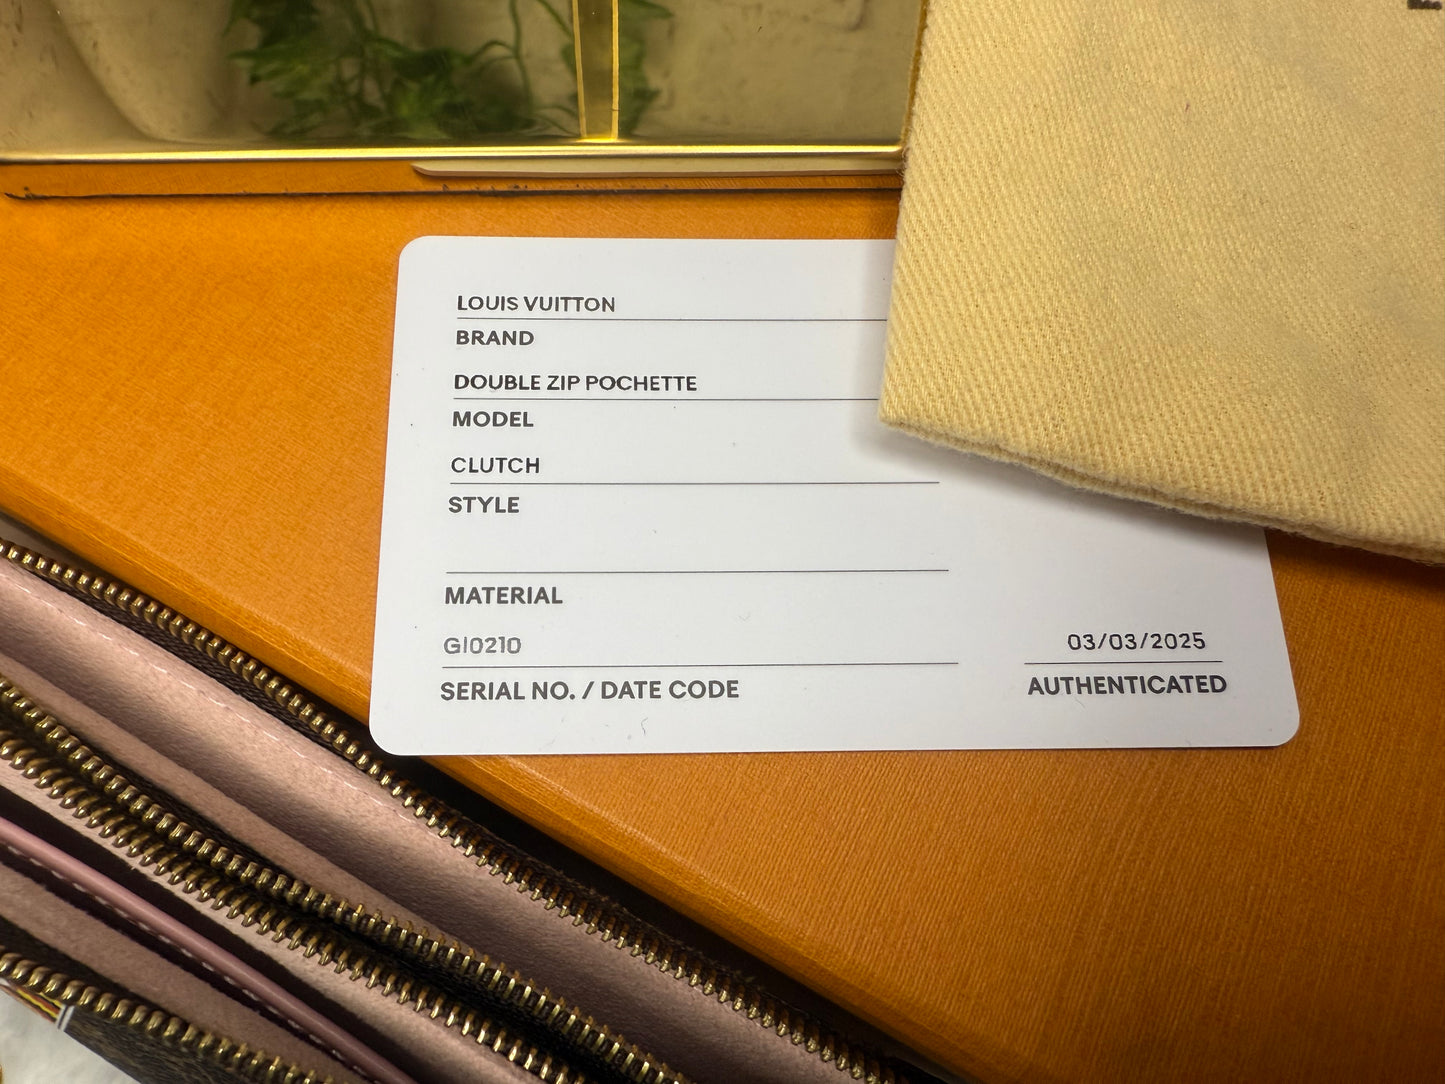 LOUIS VUITTON
BRAND
DOUBLE ZIP POCHETTE
MODEL
CLUTCH
STYLE
MATERIAL
GI0210
SERIAL NO. / DATE CODE
03/03/2025
AUTHENTICATED